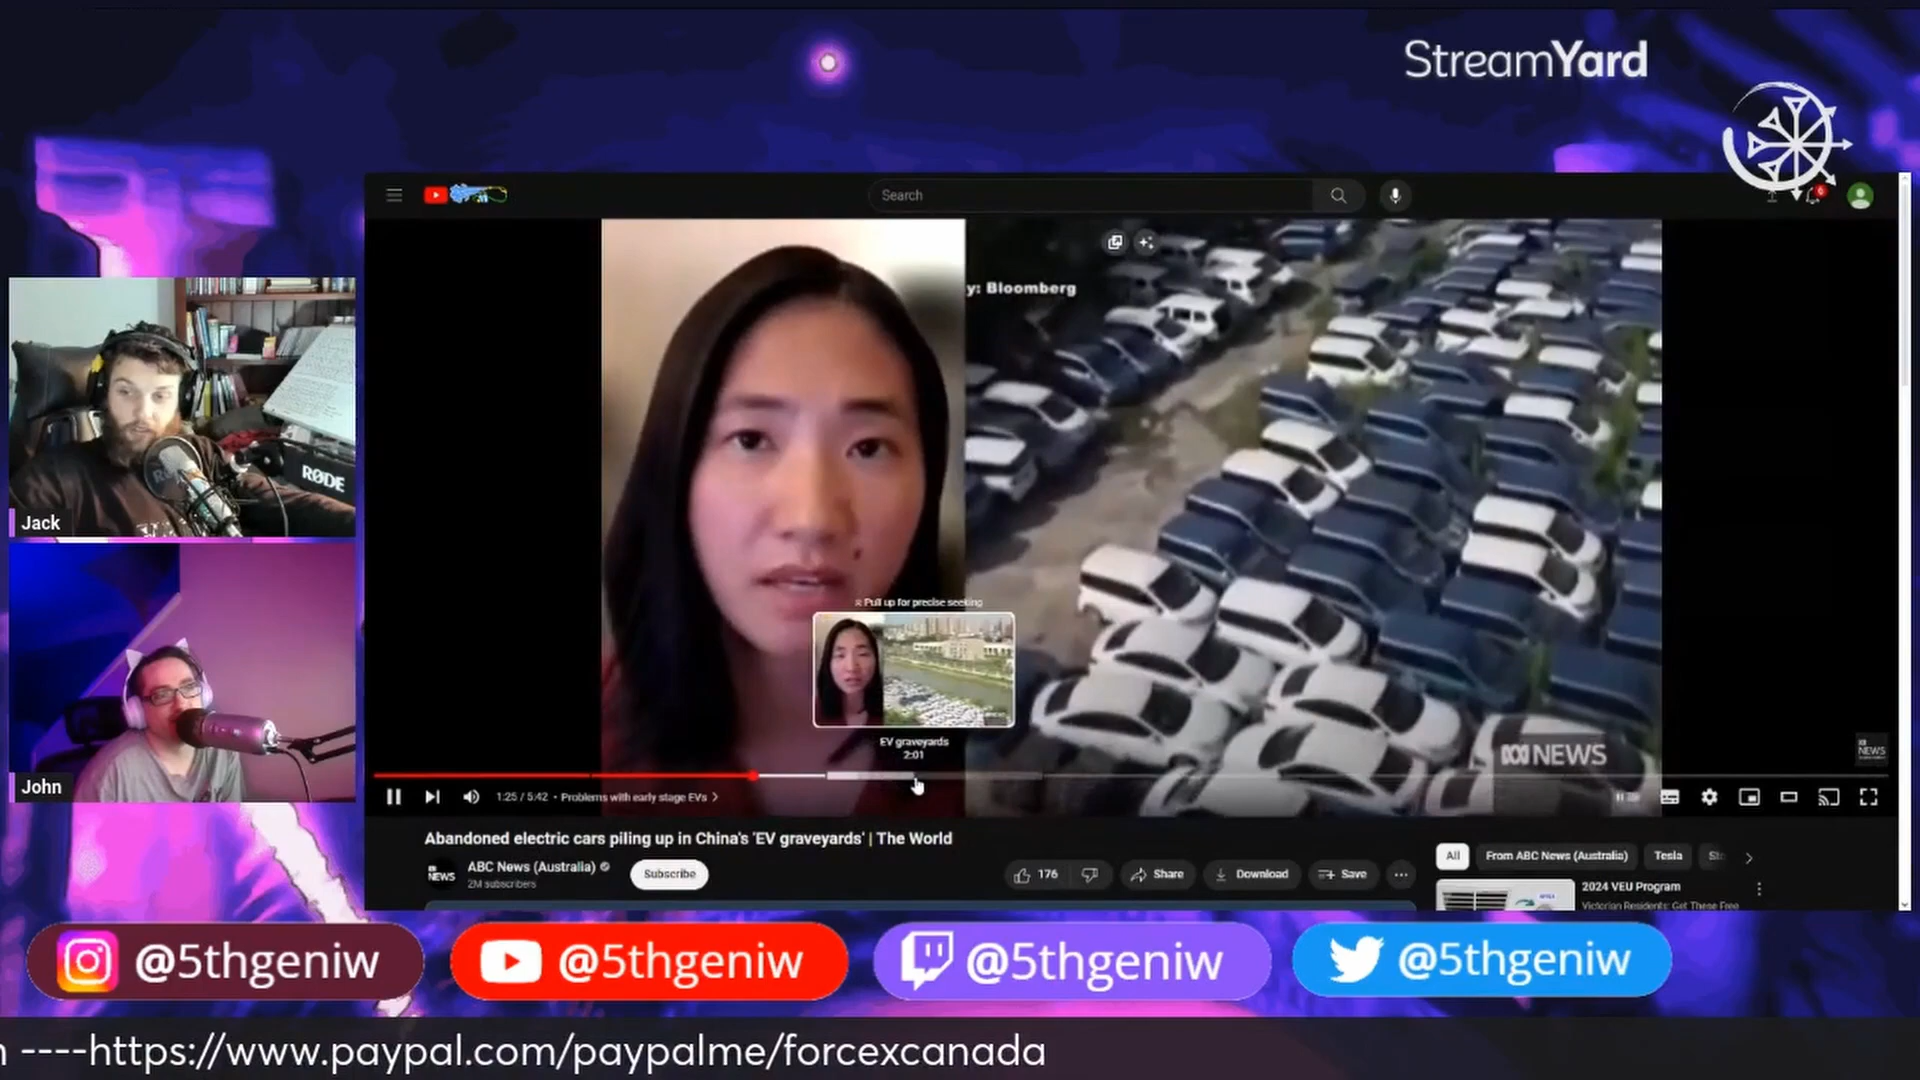 StreamYard
Search
6
y: Bloomberg
Pull up for precise seeking
EV graveyards
2:01
NEWS
NEWS
1:25 / 5:42 • Problems with early stage EVs
RØDE
Jack
John
Abandoned electric cars piling up in China's 'EV graveyards' | The World
NEWS
ABC News (Australia)
2M subscribers
Subscribe
176
Share
Download
Save
All
From ABC News (Australia)
Tesla
2024 VEU Program
Victorian Residents: Get These Free
@5thgeniw
@5thgeniw
@5thgeniw
@5thgeniw
----https://www.paypal.com/paypalme/forcexcanada